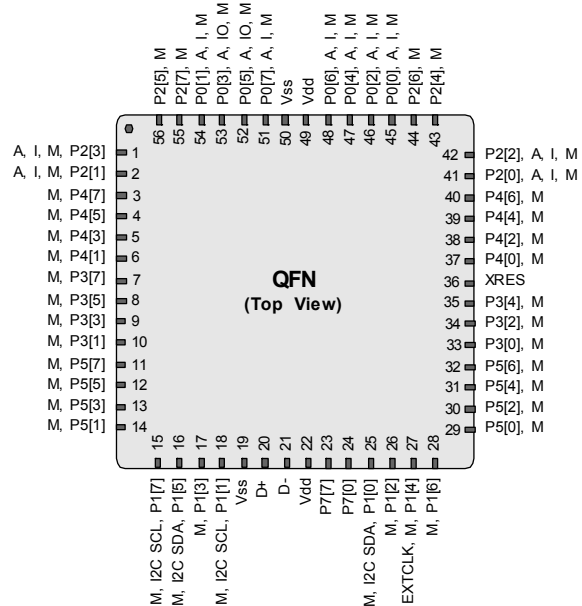 P2[5], M
P2[7], M
P0[1], A, I, M
P0[3], A, IO, M
P0[5], A, IO, M
P0[7], A, I, M
Vss
Vdd
P0[6], A, I, M
P0[4], A, I, M
P0[2], A, I, M
P0[0], A, I, M
P2[6], M
P2[4], M
56
55
54
53
52
51
50
49
48
47
46
45
44
43
A, I, M, P2[3] 1
A, I, M, P2[1] 2
M, P4[7] 3
M, P4[5] 4
M, P4[3] 5
M, P4[1] 6
M, P3[7] 7
M, P3[5] 8
M, P3[3] 9
M, P3[1] 10
M, P5[7] 11
M, P5[5] 12
M, P5[3] 13
M, P5[1] 14
QFN
(Top View)
42 P2[2], A, I, M
41 P2[0], A, I, M
40 P4[6], M
39 P4[4], M
38 P4[2], M
37 P4[0], M
36 XRES
35 P3[4], M
34 P3[2], M
33 P3[0], M
32 P5[6], M
31 P5[4], M
30 P5[2], M
29 P5[0], M
15
16
17
18
19
20
21
22
23
24
25
26
27
28
M, I2C SCL, P1[7]
M, I2C SDA, P1[5]
M, P1[3]
M, I2C SCL, P1[1]
Vss
D+
D-
Vdd
P7[7]
P7[0]
M, I2C SDA, P1[0]
M, P1[2]
EXTCLK, M, P1[4]
M, P1[6]